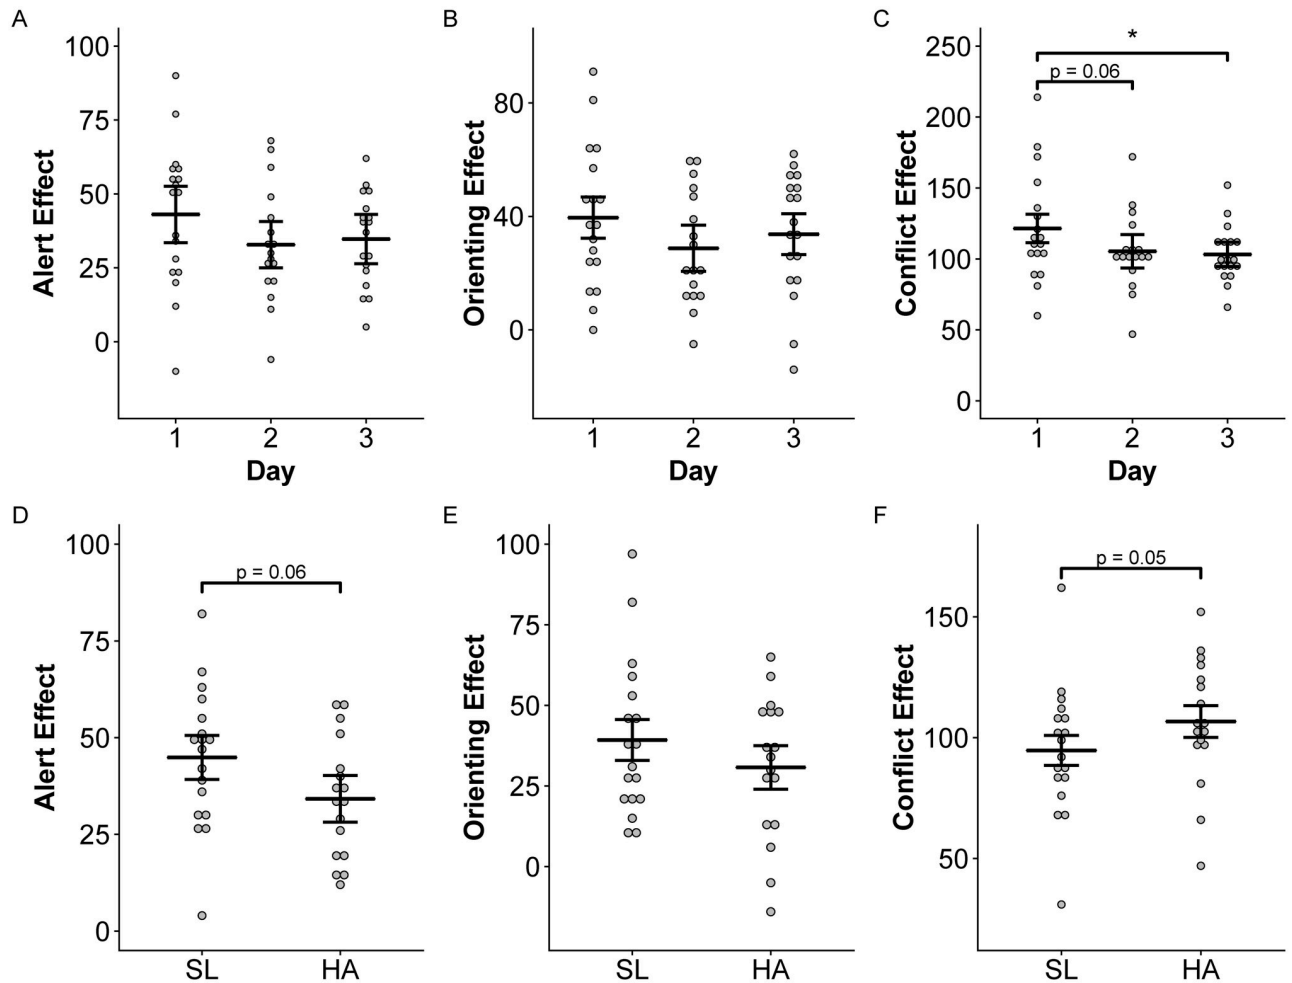 A
Alert Effect
100
75
50
25
0
1
2
3
Day
B
Orienting Effect
80
40
0
1
2
3
Day
C
Conflict Effect
250
200
150
100
50
0
*
p = 0.06
1
2
3
Day
D
Alert Effect
100
75
50
25
0
p = 0.06
SL
HA
E
Orienting Effect
100
75
50
25
0
SL
HA
F
Conflict Effect
150
100
50
p = 0.05
SL
HA